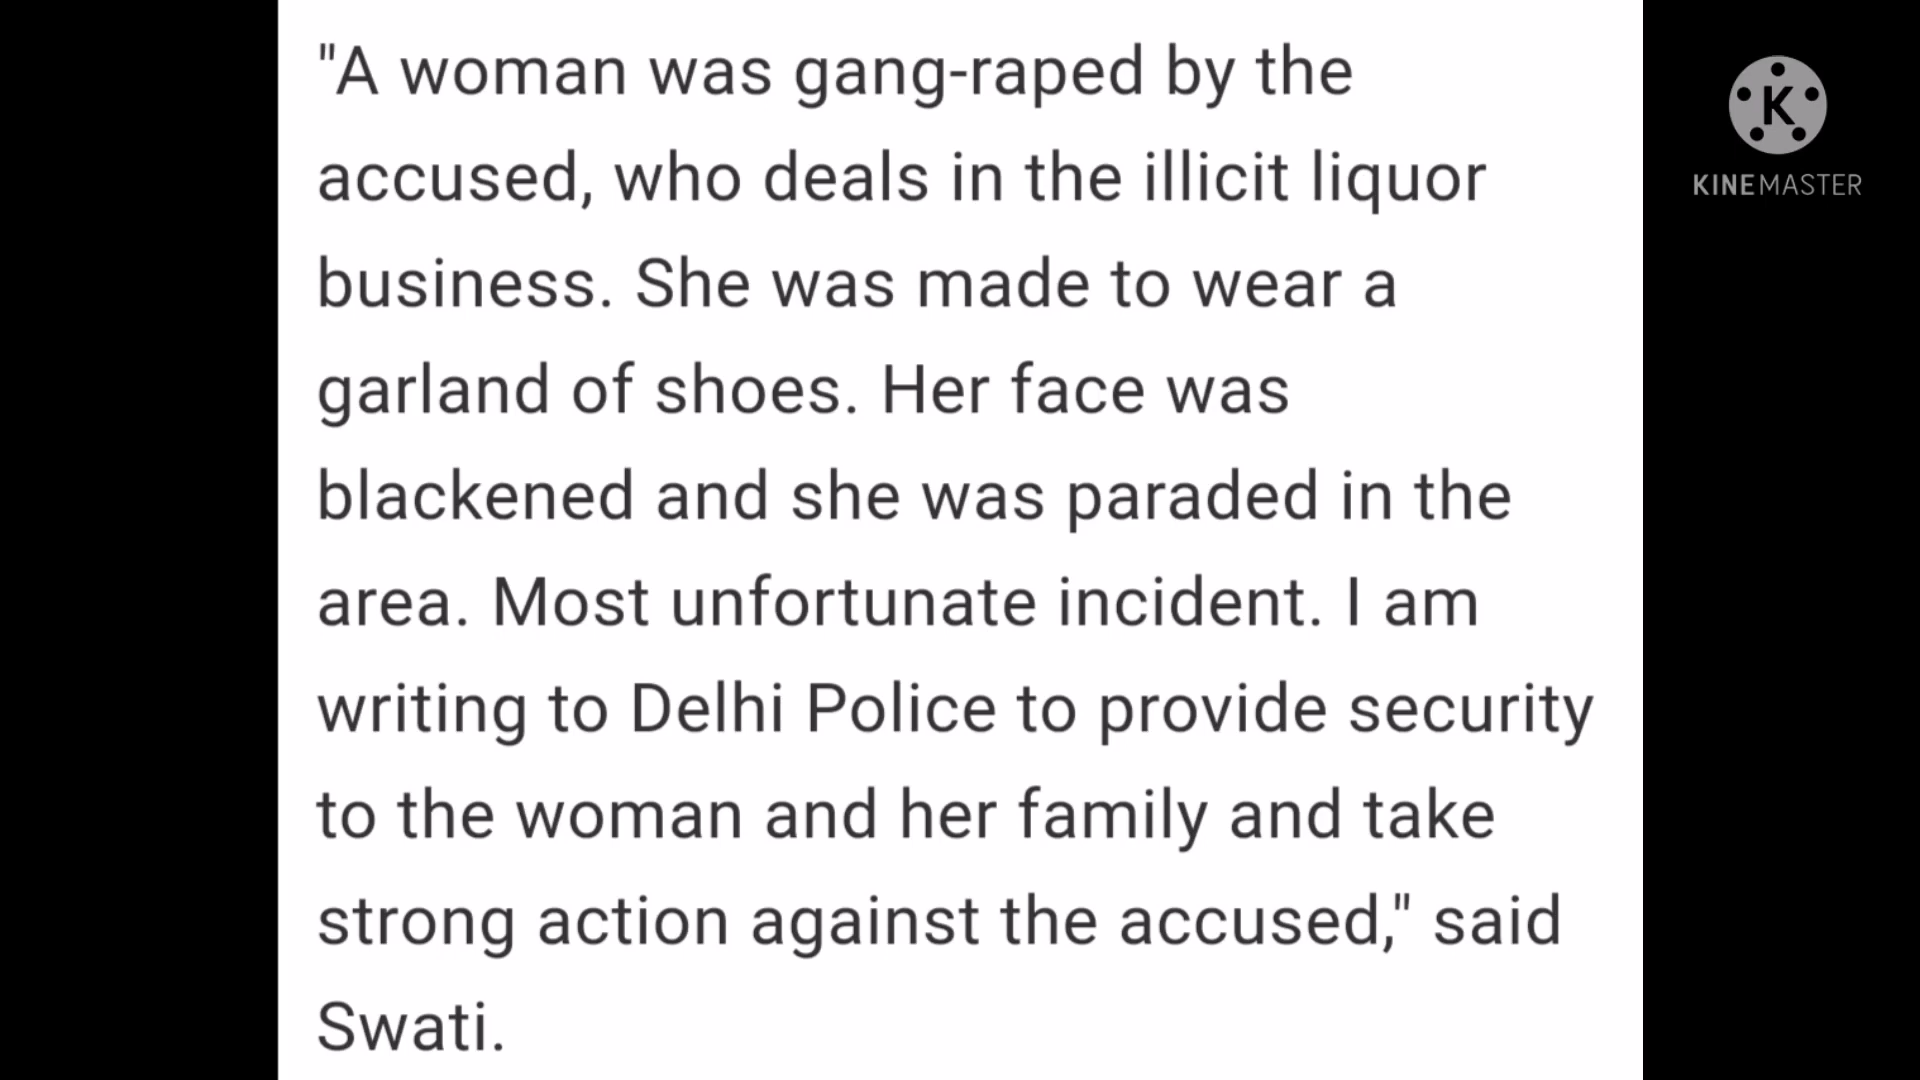 "A woman was gang-raped by the
accused, who deals in the illicit liquor
business. She was made to wear a
garland of shoes. Her face was
blackened and she was paraded in the
area. Most unfortunate incident. I am
writing to Delhi Police to provide security
to the woman and her family and take
strong action against the accused," said
Swati.
K
KINEMASTER